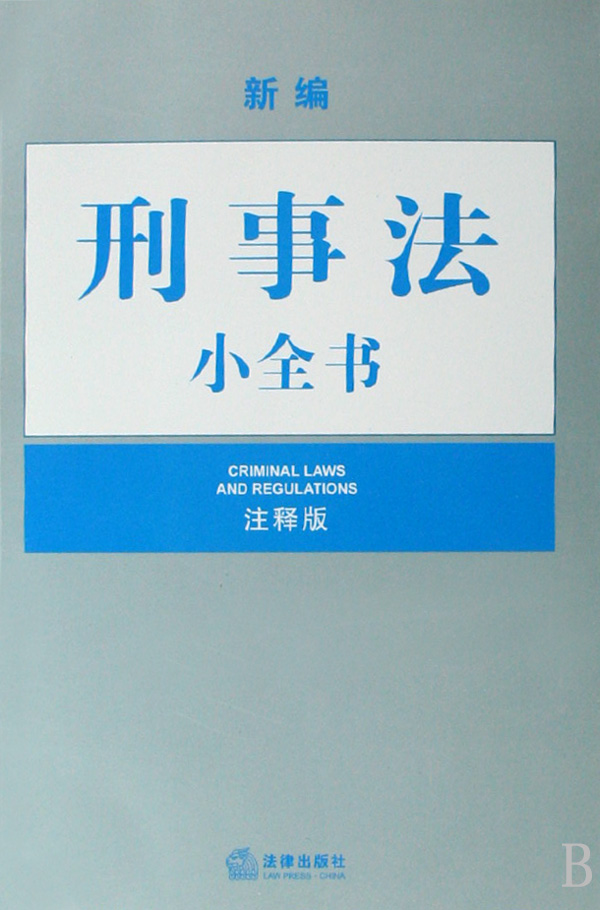 新编
刑事法
小全书
CRIMINAL LAWS
AND REGULATIONS
注释版
法律出版社
LAW PRESS · CHINA
B